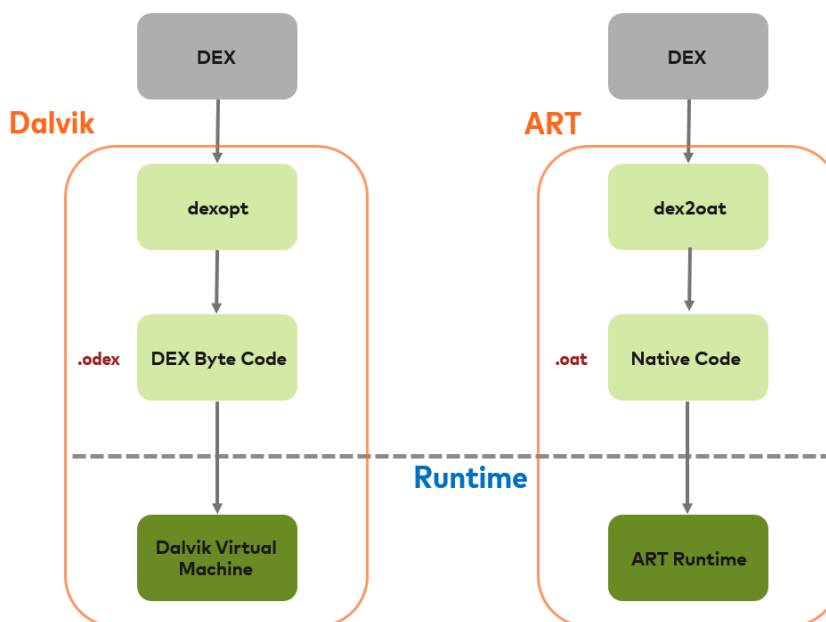 DEX
DEX
Dalvik
ART
dexopt
dex2oat
.odex
DEX Byte Code
.oat
Native Code
Runtime
Dalvik Virtual
Machine
ART Runtime